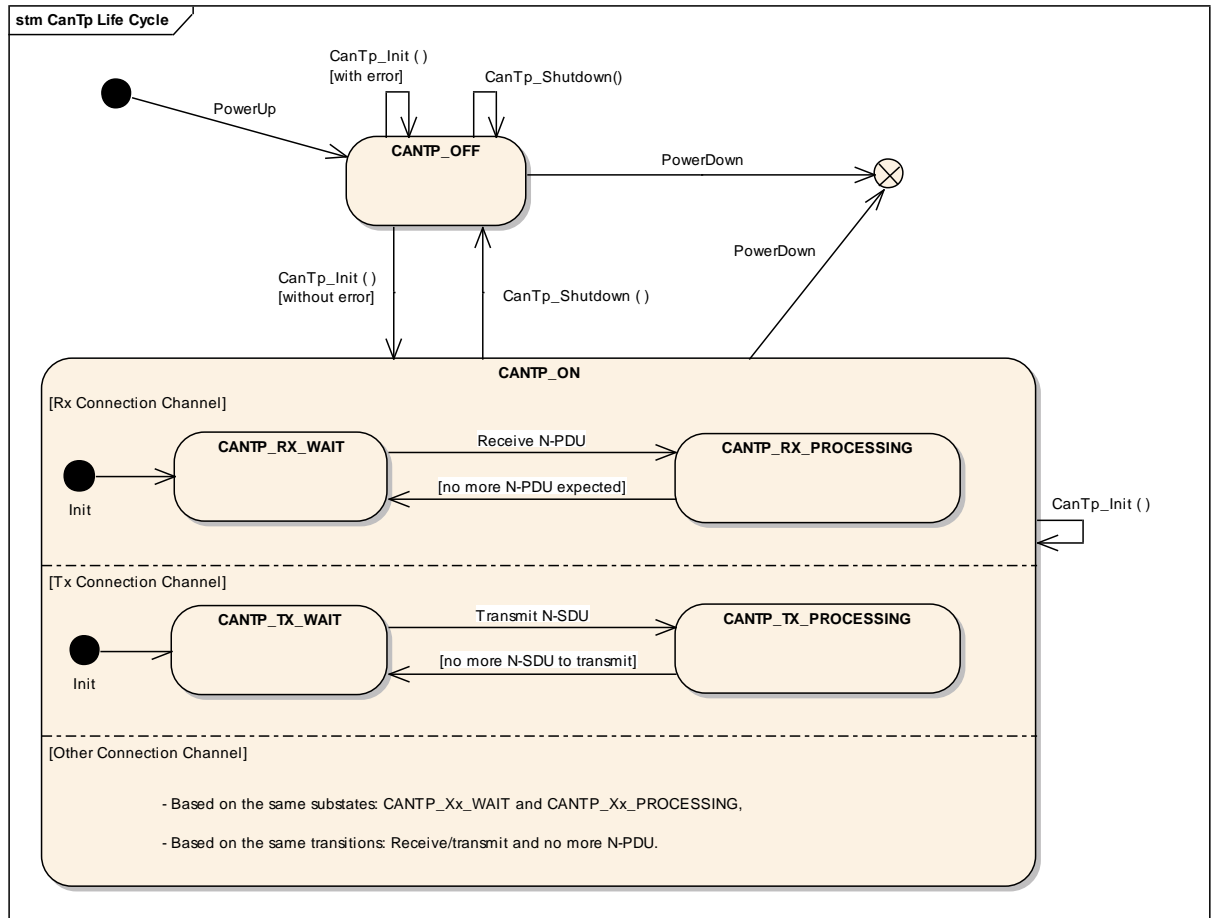 stm CanTp Life Cycle
CanTp_Init ( )
[with error]
CanTp_Shutdown()
PowerUp
CANTP_OFF
PowerDown
PowerDown
CanTp_Init ( )
[without error]
CanTp_Shutdown ( )
CANTP_ON
[Rx Connection Channel]
CANTP_RX_WAIT
Receive N-PDU
CANTP_RX_PROCESSING
[no more N-PDU expected]
Init
CanTp_Init ( )
[Tx Connection Channel]
CANTP_TX_WAIT
Transmit N-SDU
CANTP_TX_PROCESSING
[no more N-SDU to transmit]
Init
[Other Connection Channel]
- Based on the same substates: CANTP_Xx_WAIT and CANTP_Xx_PROCESSING,
- Based on the same transitions: Receive/transmit and no more N-PDU.